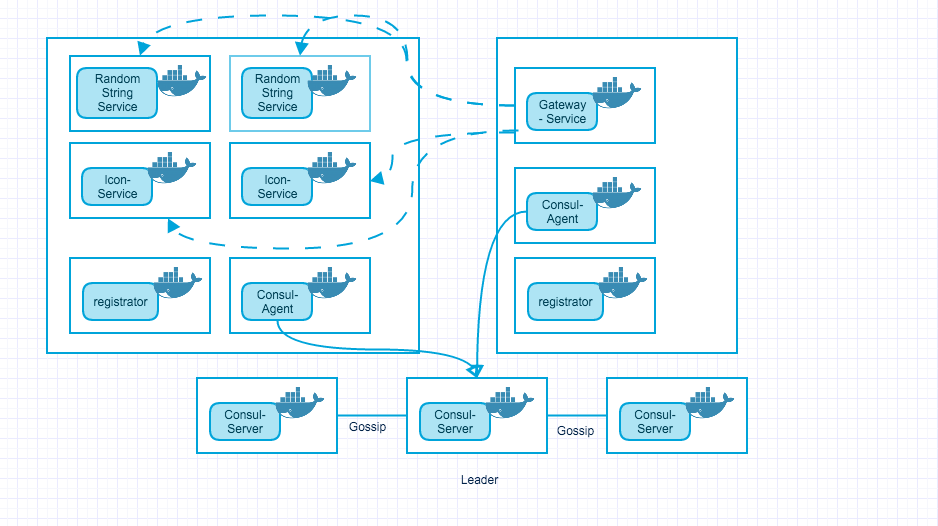 Random
String
Service
Random
String
Service
Gateway
- Service
Icon-
Service
Icon-
Service
Consul-
Agent
registrator
Consul-
Agent
registrator
Consul-
Server
Gossip
Consul-
Server
Gossip
Consul-
Server
Leader